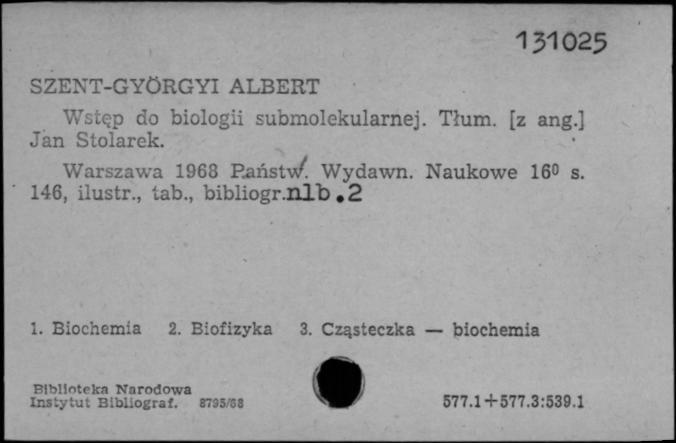 131025
SZENT-GYÖRGYI ALBERT
Wstęp do biologii submolekularnej. Tłum. [z ang.]
Jan Stolarek.
Warszawa 1968 Państw. Wydawn. Naukowe 16⁰ s.
146, ilustr., tab., bibliogr.nlb.2
1. Biochemia 2. Biofizyka 3. Cząsteczka — biochemia
Biblioteka Narodowa
Instytut Bibliograf. 8795/68
577.1+577.3:539.1